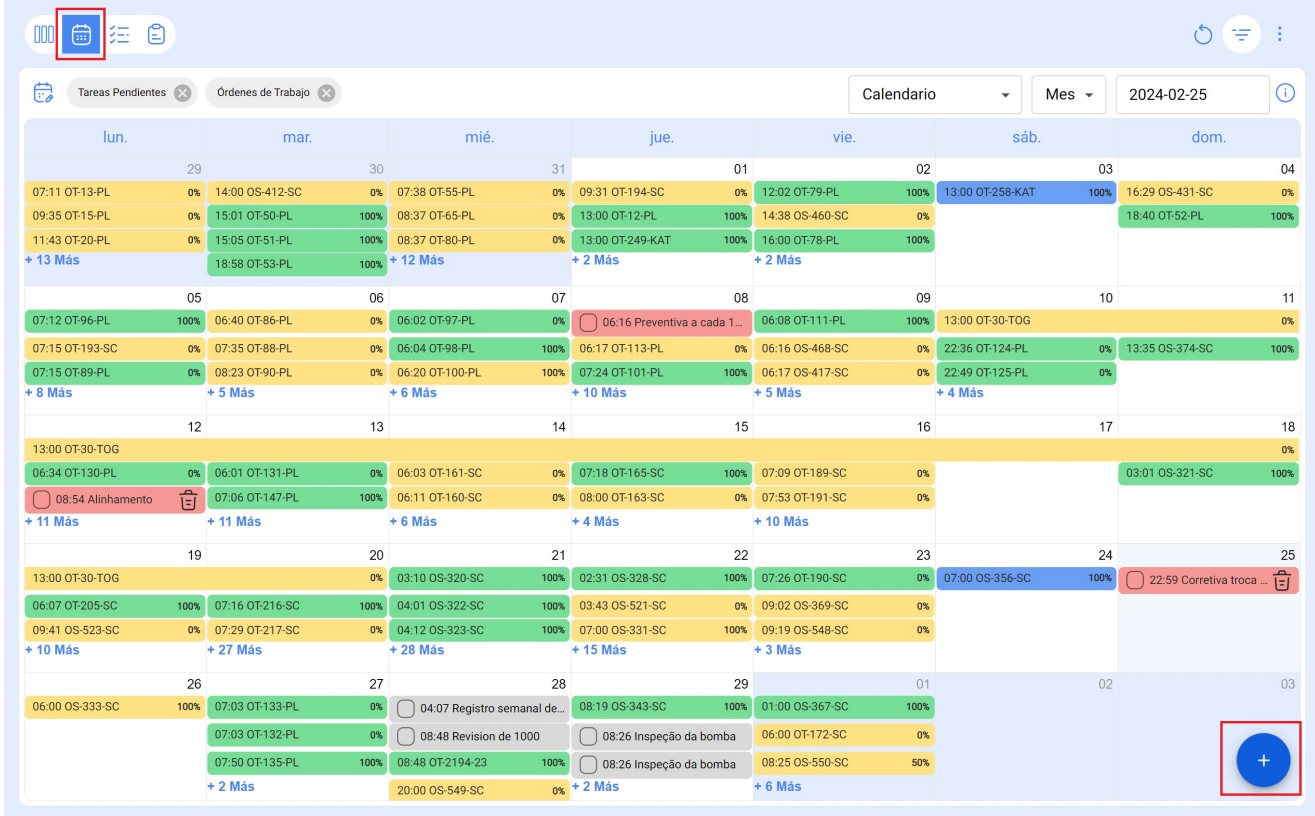 Tareas Pendientes Órdenes de Trabajo Calendario Mes 2024-02-25
lun. mar. mié. jue. vie. sáb. dom.
29 30 31 01 02 03 04
07:11 OT-13-PL 0% 14:00 OS-412-SC 0% 07:38 OT-55-PL 0% 09:31 OT-194-SC 0% 12:02 OT-79-PL 100% 13:00 OT-258-KAT 100% 16:29 OS-431-SC 0%
09:35 OT-15-PL 0% 15:01 OT-50-PL 100% 08:37 OT-65-PL 0% 13:00 OT-12-PL 100% 14:38 OS-460-SC 0% 18:40 OT-52-PL 100%
11:43 OT-20-PL 0% 15:05 OT-51-PL 100% 08:37 OT-80-PL 0% 13:00 OT-249-KAT 100% 16:00 OT-78-PL 100%
+ 13 Más 18:58 OT-53-PL 100% + 12 Más + 2 Más + 2 Más
05 06 07 08 09 10 11
07:12 OT-96-PL 100% 06:40 OT-86-PL 0% 06:02 OT-97-PL 0% 06:16 Preventiva a cada 1... 06:08 OT-111-PL 100% 13:00 OT-30-TOG 0%
07:15 OT-193-SC 0% 07:35 OT-88-PL 0% 06:04 OT-98-PL 100% 06:17 OT-113-PL 0% 06:16 OS-468-SC 0% 22:36 OT-124-PL 0% 13:35 OS-374-SC 100%
07:15 OT-89-PL 0% 08:23 OT-90-PL 0% 06:20 OT-100-PL 100% 07:24 OT-101-PL 100% 06:17 OS-417-SC 0% 22:49 OT-125-PL 0%
+ 8 Más + 5 Más + 6 Más + 10 Más + 5 Más + 4 Más
12 13 14 15 16 17 18
13:00 OT-30-TOG 0%
06:34 OT-130-PL 0% 06:01 OT-131-PL 0% 06:03 OT-161-SC 0% 07:18 OT-165-SC 100% 07:09 OT-189-SC 0% 03:01 OS-321-SC 100%
08:54 Alinhamento 07:06 OT-147-PL 100% 06:11 OT-160-SC 0% 08:00 OT-163-SC 0% 07:53 OT-191-SC 0%
+ 11 Más + 11 Más + 6 Más + 4 Más + 10 Más
19 20 21 22 23 24 25
13:00 OT-30-TOG 0% 03:10 OS-320-SC 100% 02:31 OS-328-SC 100% 07:26 OT-190-SC 0% 07:00 OS-356-SC 100% 22:59 Corretiva troca ...
06:07 OT-205-SC 100% 07:16 OT-216-SC 100% 04:01 OS-322-SC 100% 03:43 OS-521-SC 0% 09:02 OS-369-SC 0%
09:41 OS-523-SC 0% 07:29 OT-217-SC 0% 04:12 OS-323-SC 100% 07:00 OS-331-SC 100% 09:19 OS-548-SC 0%
+ 10 Más + 27 Más + 28 Más + 15 Más + 3 Más
26 27 28 29 01 02 03
06:00 OS-333-SC 100% 07:03 OT-133-PL 0% 04:07 Registro semanal de... 08:19 OS-343-SC 100% 01:00 OS-367-SC 100%
07:03 OT-132-PL 0% 08:48 Revision de 1000 08:26 Inspeção da bomba 06:00 OT-172-SC 0%
07:50 OT-135-PL 100% 08:48 OT-2194-23 100% 08:26 Inspeção da bomba 08:25 OS-550-SC 50%
+ 2 Más 20:00 OS-549-SC 0% + 2 Más + 6 Más